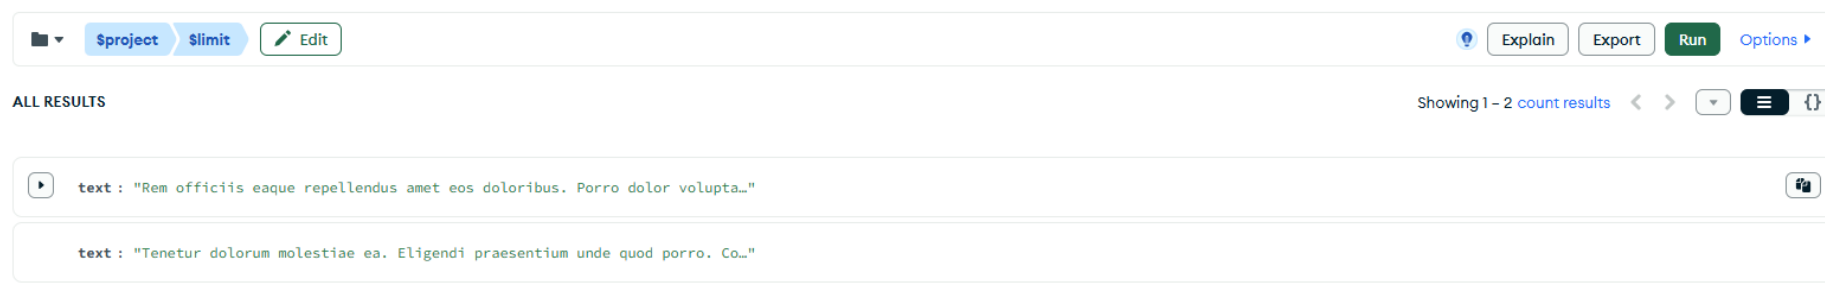 $project $limit Edit Explain Export Run Options
ALL RESULTS Showing 1 – 2 count results {}
text : "Rem officiis eaque repellendus amet eos doloribus. Porro dolor volupta…"
text : "Tenetur dolorum molestiae ea. Eligendi praesentium unde quod porro. Co…"